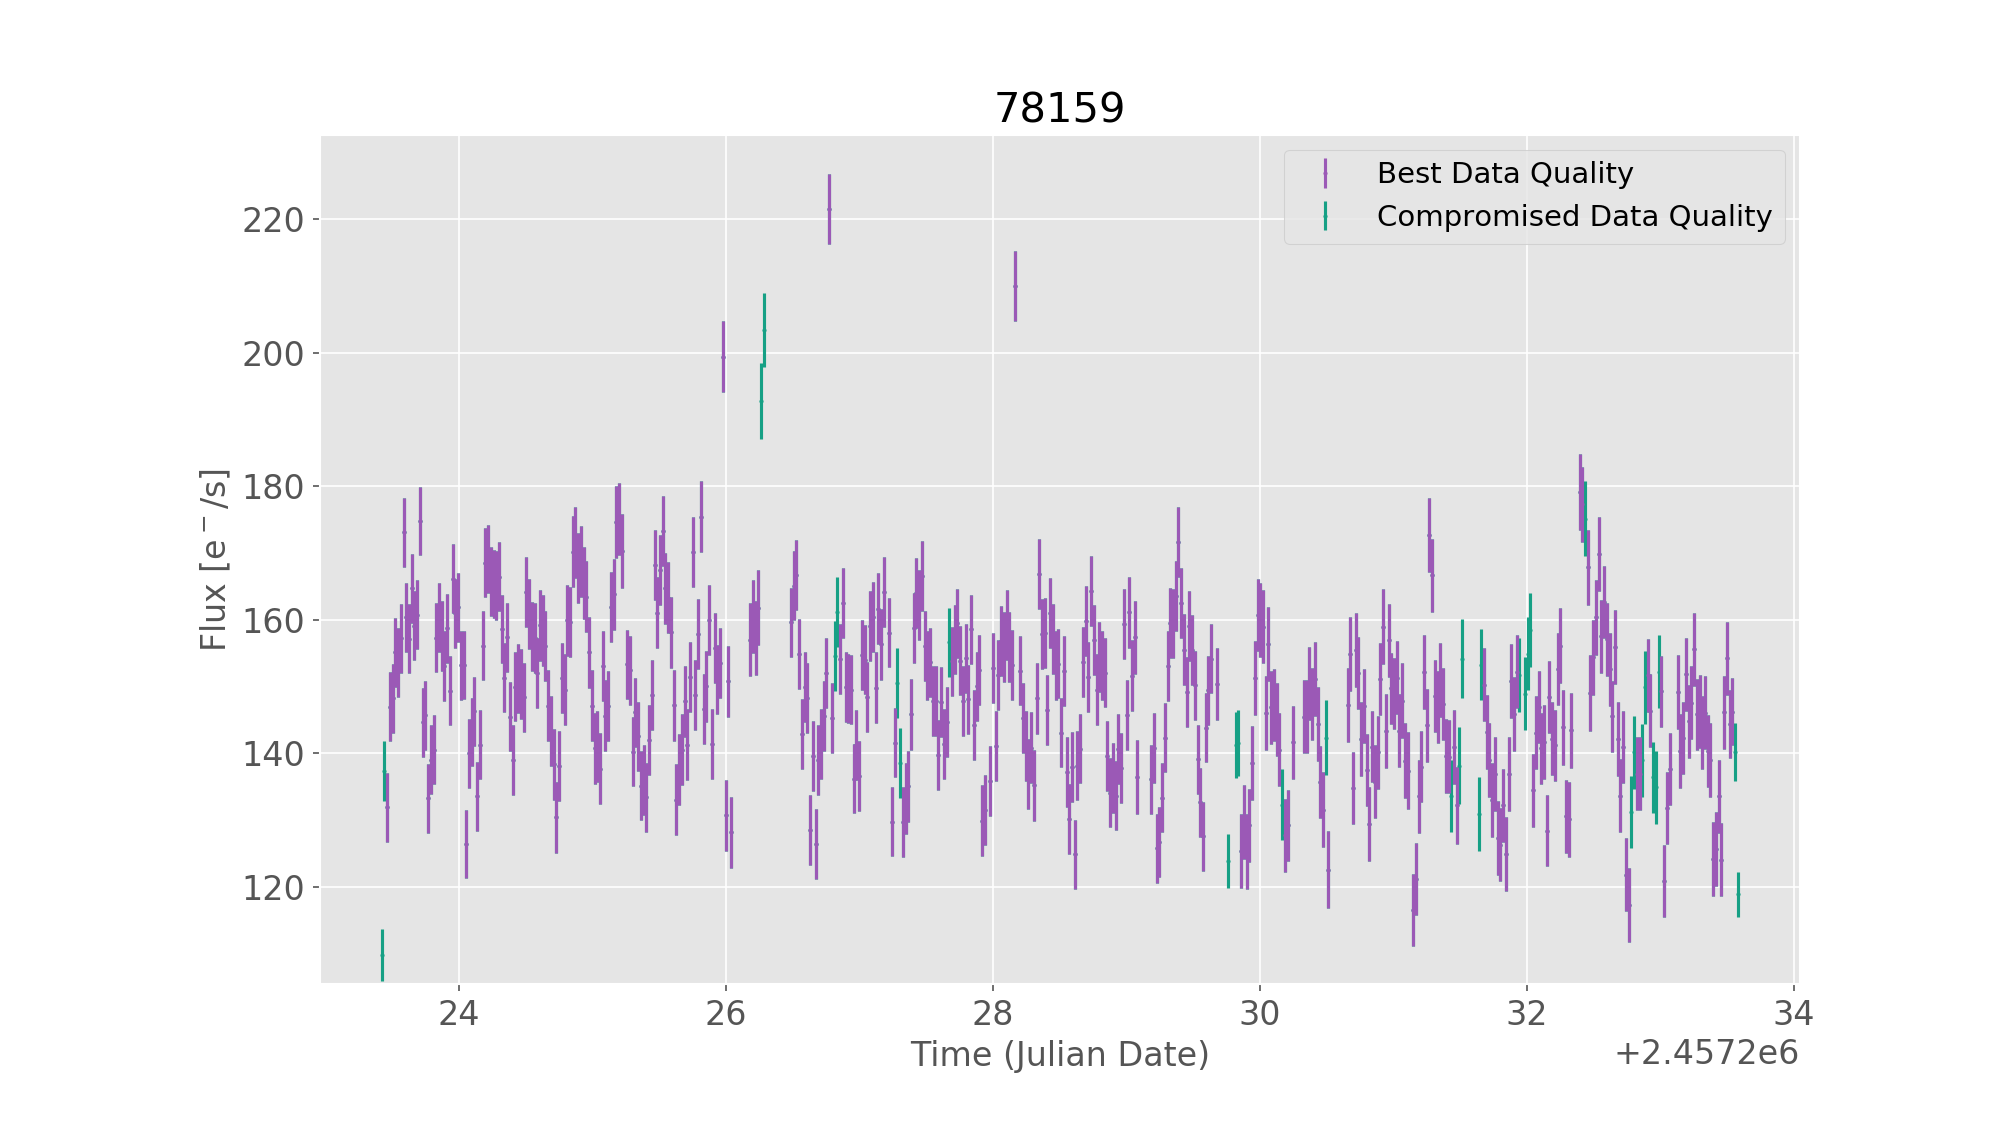 78159
Best Data Quality
Compromised Data Quality
Flux [e⁻/s]
220
200
180
160
140
120
24 26 28 30 32 34
Time (Julian Date)
+2.4572e6